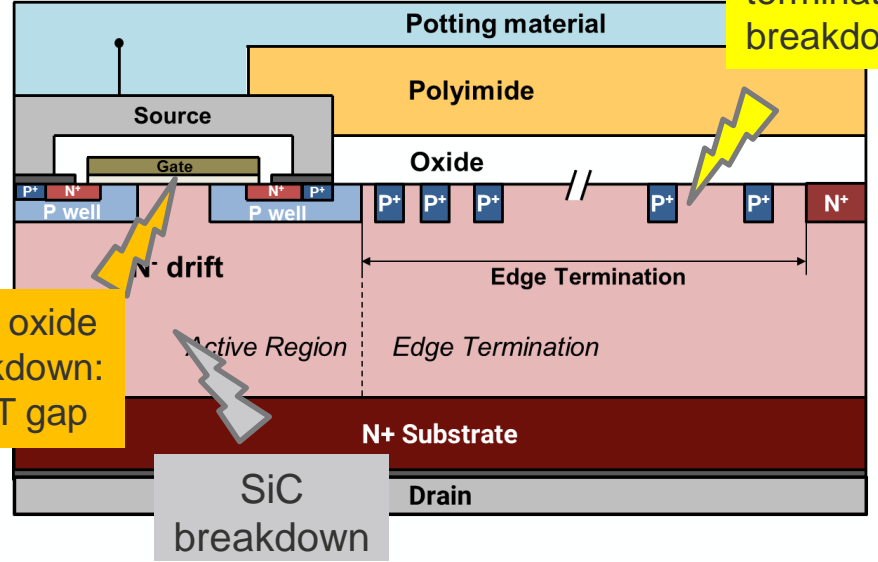 Potting material
breakdo
Polyimide
Source
Gate
Oxide
P+ N+ N+ P+
P well P well
P+ P+ P+ P+ P+ N+
N- drift
Edge Termination
oxide
Active Region Edge Termination
kdown:
T gap
N+ Substrate
SiC
breakdown
Drain